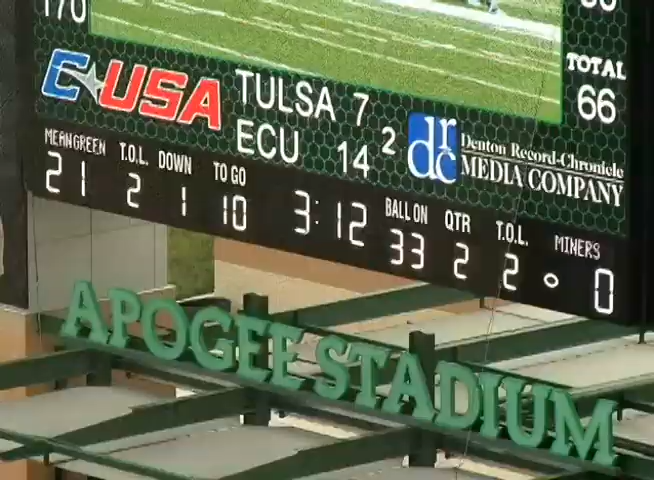 170
C USA
TULSA 7
ECU 14
2
drc Denton Record-Chronicle
MEDIA COMPANY
TOTAL
66
MEAN GREEN T.O.L. DOWN TO GO BALL ON QTR T.O.L. MINERS
21 2 1 10 3:12 33 2 2 0
APOGEE STADIUM